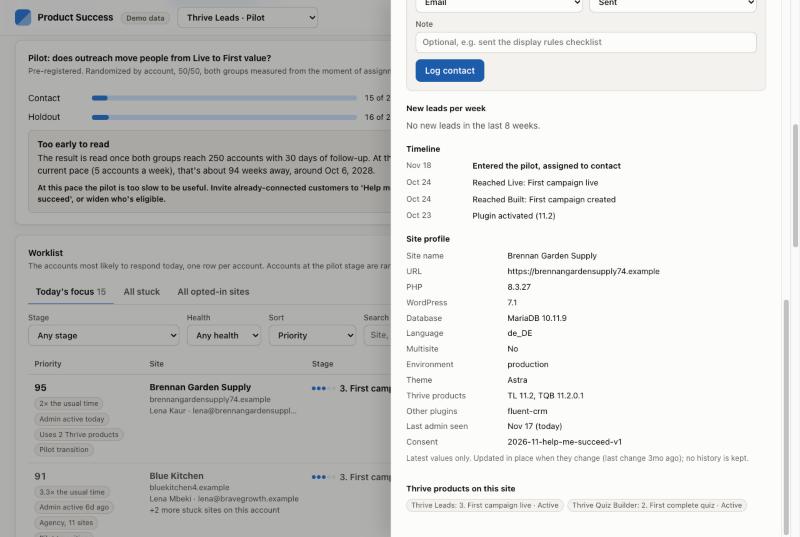 Product Success
Demo data
Thrive Leads · Pilot
Pilot: does outreach move people from Live to First value?
Pre-registered. Randomized by account, 50/50, both groups measured from the moment of
Contact
15 of
Holdout
16 of
Too early to read
The result is read once both groups reach 250 accounts with 30 days of follow-up. At
current pace (5 accounts a week), that's about 94 weeks away, around Oct 6, 2028.
At this pace the pilot is too slow to be useful. Invite already-connected customers to 'Help
succeed', or widen who's eligible.
Worklist
The accounts most likely to respond today, one row per account. Accounts at the pilot stage are
Today's focus 15
All stuck
All opted-in sites
Stage
Health
Sort
Search
Any stage
Any health
Priority
Site,
Priority
Site
Stage
95
2× the usual time
Admin active today
Uses 2 Thrive products
Pilot transition
Brennan Garden Supply
brennangardensupply74.example
Lena Kaur · lena@brennangardensuppl...
3. First
91
3.3× the usual time
Admin active 6d ago
Agency, 11 sites
Blue Kitchen
bluekitchen4.example
Lena Mbeki · lena@bravegrowth.example
+2 more stuck sites on this account
3. First
Email
Sent
Note
Optional, e.g. sent the display rules checklist
Log contact
New leads per week
No new leads in the last 8 weeks.
Timeline
Nov 18 Entered the pilot, assigned to contact
Oct 24 Reached Live: First campaign live
Oct 24 Reached Built: First campaign created
Oct 23 Plugin activated (11.2)
Site profile
Site name Brennan Garden Supply
URL https://brennangardensupply74.example
PHP 8.3.27
WordPress 7.1
Database MariaDB 10.11.9
Language de_DE
Multisite No
Environment production
Theme Astra
Thrive products TL 11.2, TQB 11.2.0.1
Other plugins fluent-crm
Last admin seen Nov 17 (today)
Consent 2026-11-help-me-succeed-v1
Latest values only. Updated in place when they change (last change 3mo ago); no history is kept.
Thrive products on this site
Thrive Leads: 3. First campaign live · Active
Thrive Quiz Builder: 2. First complete quiz · Active